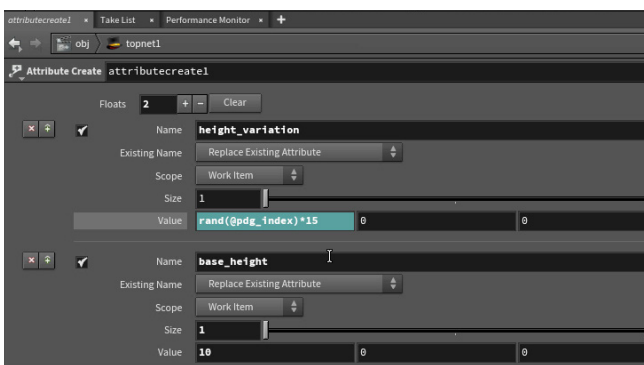 attributecreate1 × Take List × Performance Monitor × +
obj topnet1
Attribute Create attributecreate1
Floats 2 + − Clear
Name height_variation
Existing Name Replace Existing Attribute
Scope Work Item
Size 1
Value rand(@pdg_index)*15 0 0
Name base_height
Existing Name Replace Existing Attribute
Scope Work Item
Size 1
Value 10 0 0